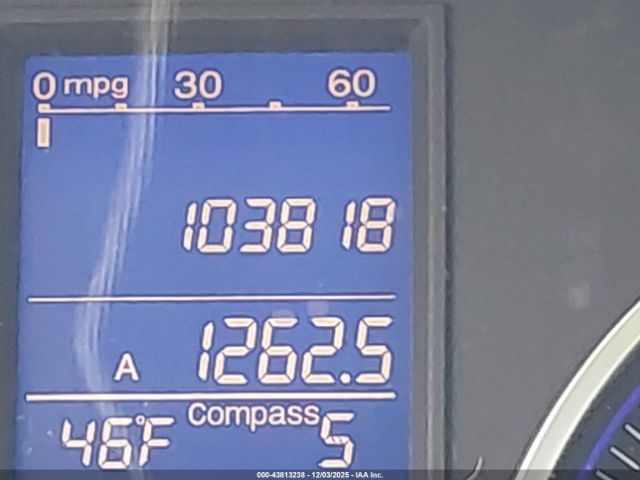 0 mpg 30 60
103818
A 1262.5
46°F Compass S
000-43813238 - 12/03/2025 - IAA Inc.